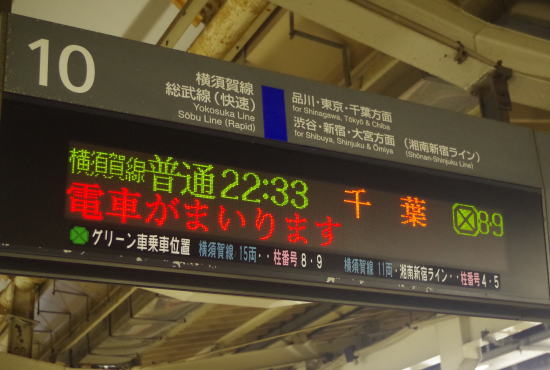 10
横須賀線
総武線(快速)
Yokosuka Line
Sōbu Line (Rapid)
品川・東京・千葉方面
for Shinagawa, Tōkyō & Chiba
渋谷・新宿・大宮方面
for Shibuya, Shinjuku & Ōmiya
(湘南新宿ライン)
(Shōnan-Shinjuku Line)
横須賀線 普通 22:33 千葉 8・9
電車がまいります
グリーン車乗車位置 横須賀線 15両・・柱番号 8・9 横須賀線 11両・湘南新宿ライン・・柱番号 4・5